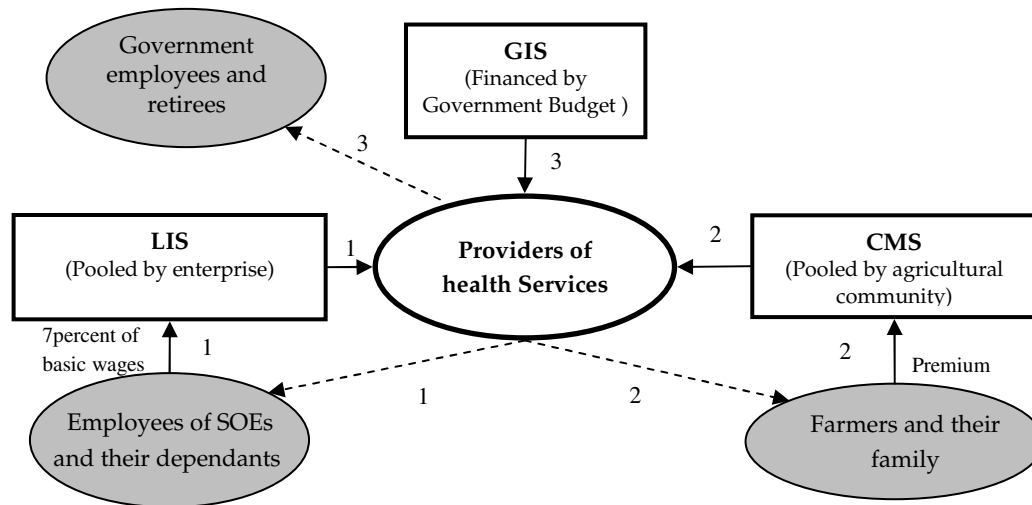 Government
employees and
retirees
GIS
(Financed by
Government Budget )
3
3
LIS
(Pooled by enterprise)
1
Providers of
health Services
2
CMS
(Pooled by agricultural
community)
7percent of
basic wages
1
1
2
2
Premium
Employees of SOEs
and their dependants
Farmers and their
family